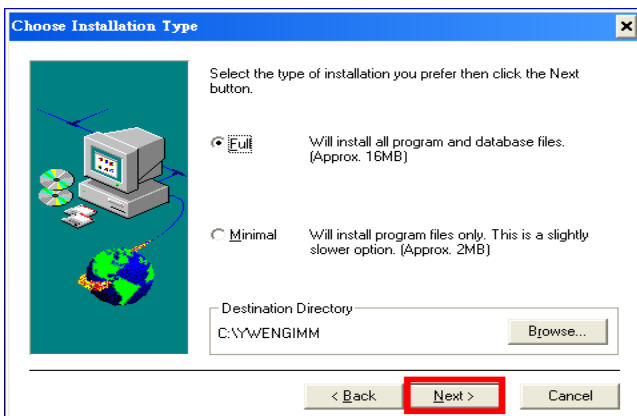 Choose Installation Type
Select the type of installation you prefer then click the Next
button.
Full
Will install all program and database files.
(Approx. 16MB)
Minimal
Will install program files only. This is a slightly
slower option. (Approx. 2MB)
Destination Directory
C:\YWENGIMM
Browse...
< Back
Next >
Cancel